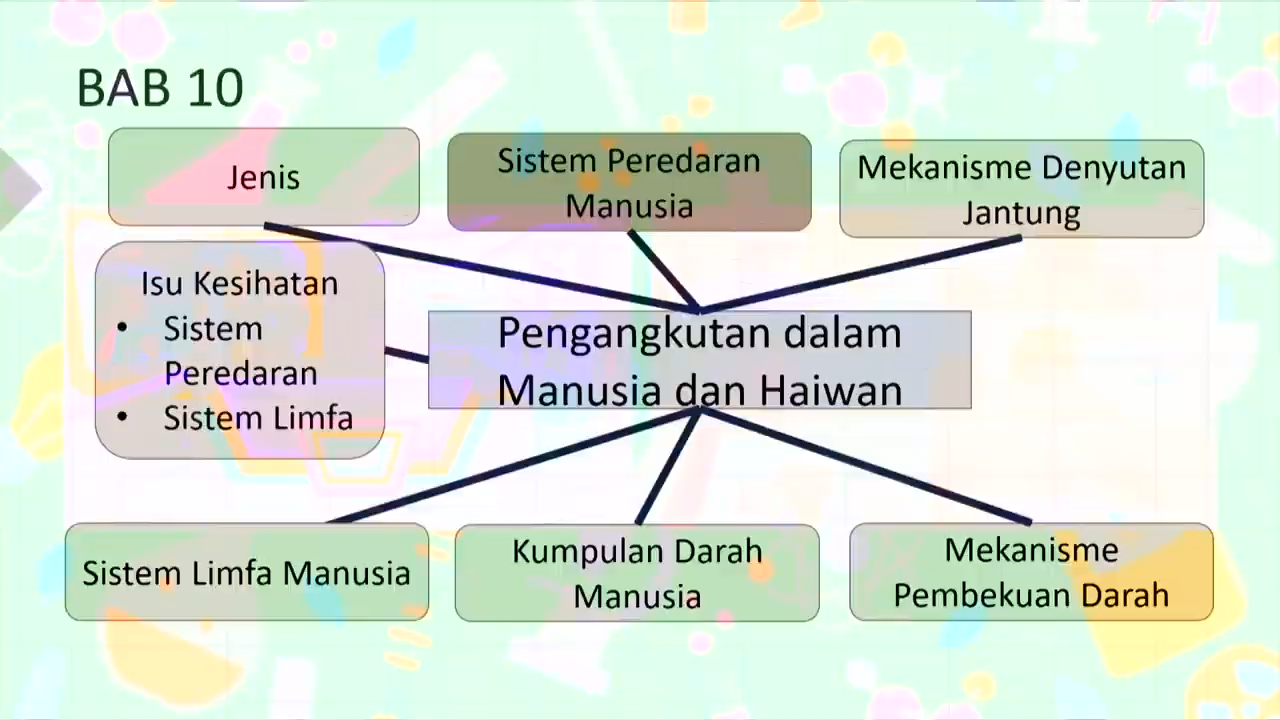 BAB 10
Jenis
Sistem Peredaran
Manusia
Mekanisme Denyutan
Jantung
Isu Kesihatan
• Sistem
Peredaran
• Sistem Limfa
Pengangkutan dalam
Manusia dan Haiwan
Sistem Limfa Manusia
Kumpulan Darah
Manusia
Mekanisme
Pembekuan Darah